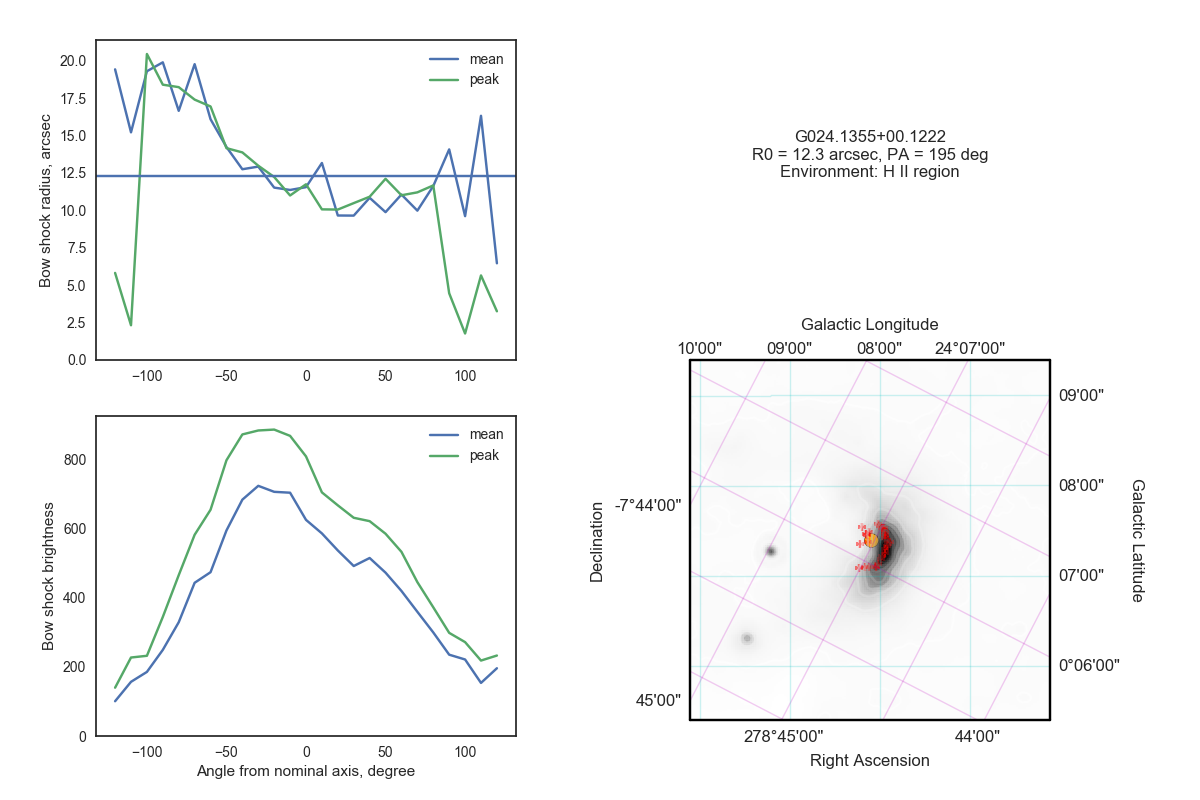 mean
peak
20.0
17.5
15.0
12.5
10.0
7.5
5.0
2.5
0.0
Bow shock radius, arcsec
−100
−50
0
50
100
G024.1355+00.1222
R0 = 12.3 arcsec, PA = 195 deg
Environment: H II region
mean
peak
800
600
400
200
0
Bow shock brightness
−100
−50
0
50
100
Angle from nominal axis, degree
Galactic Longitude
10'00"
09'00"
08'00"
24°07'00"
09'00"
08'00"
07'00"
0°06'00"
Galactic Latitude
-7°44'00"
45'00"
Declination
278°45'00"
44'00"
Right Ascension